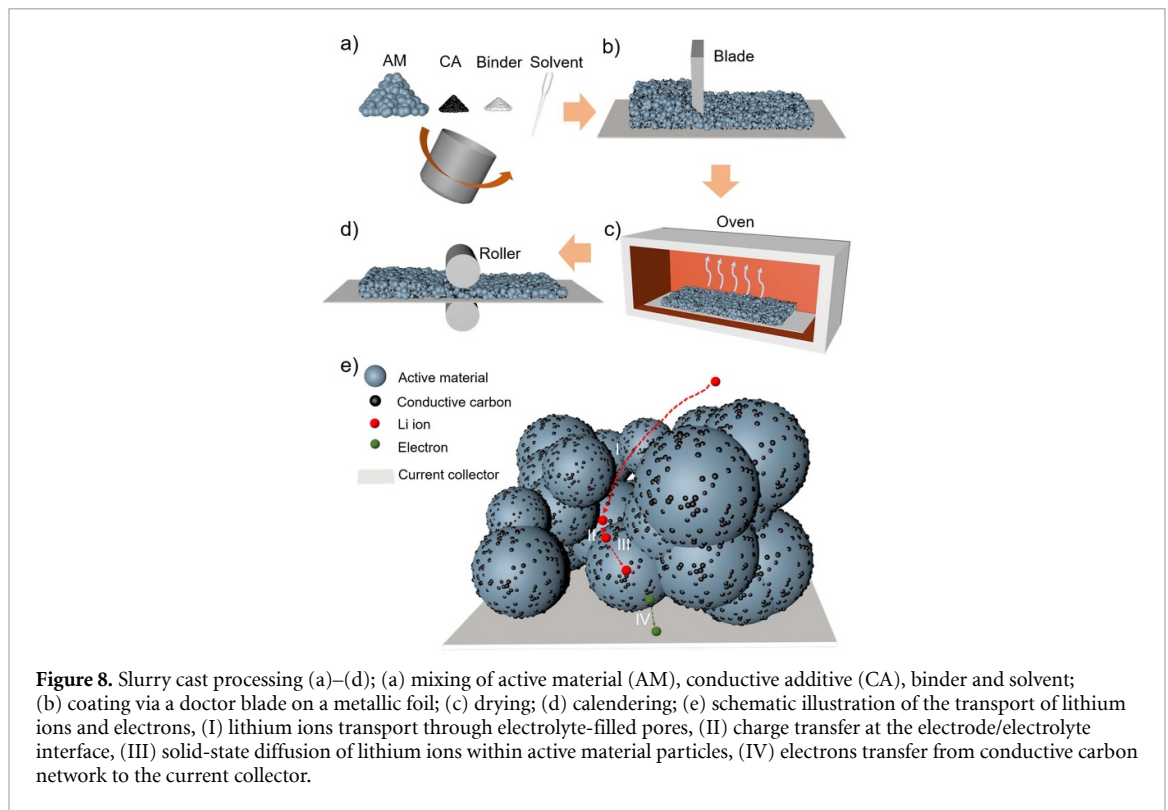 a)
AM
CA
Binder
Solvent
b)
Blade
d)
Roller
c)
Oven
e)
Active material
Conductive carbon
Li ion
Electron
Current collector
I
II
III
IV
Figure 8. Slurry cast processing (a)–(d); (a) mixing of active material (AM), conductive additive (CA), binder and solvent;
(b) coating via a doctor blade on a metallic foil; (c) drying; (d) calendering; (e) schematic illustration of the transport of lithium
ions and electrons, (I) lithium ions transport through electrolyte-filled pores, (II) charge transfer at the electrode/electrolyte
interface, (III) solid-state diffusion of lithium ions within active material particles, (IV) electrons transfer from conductive carbon
network to the current collector.